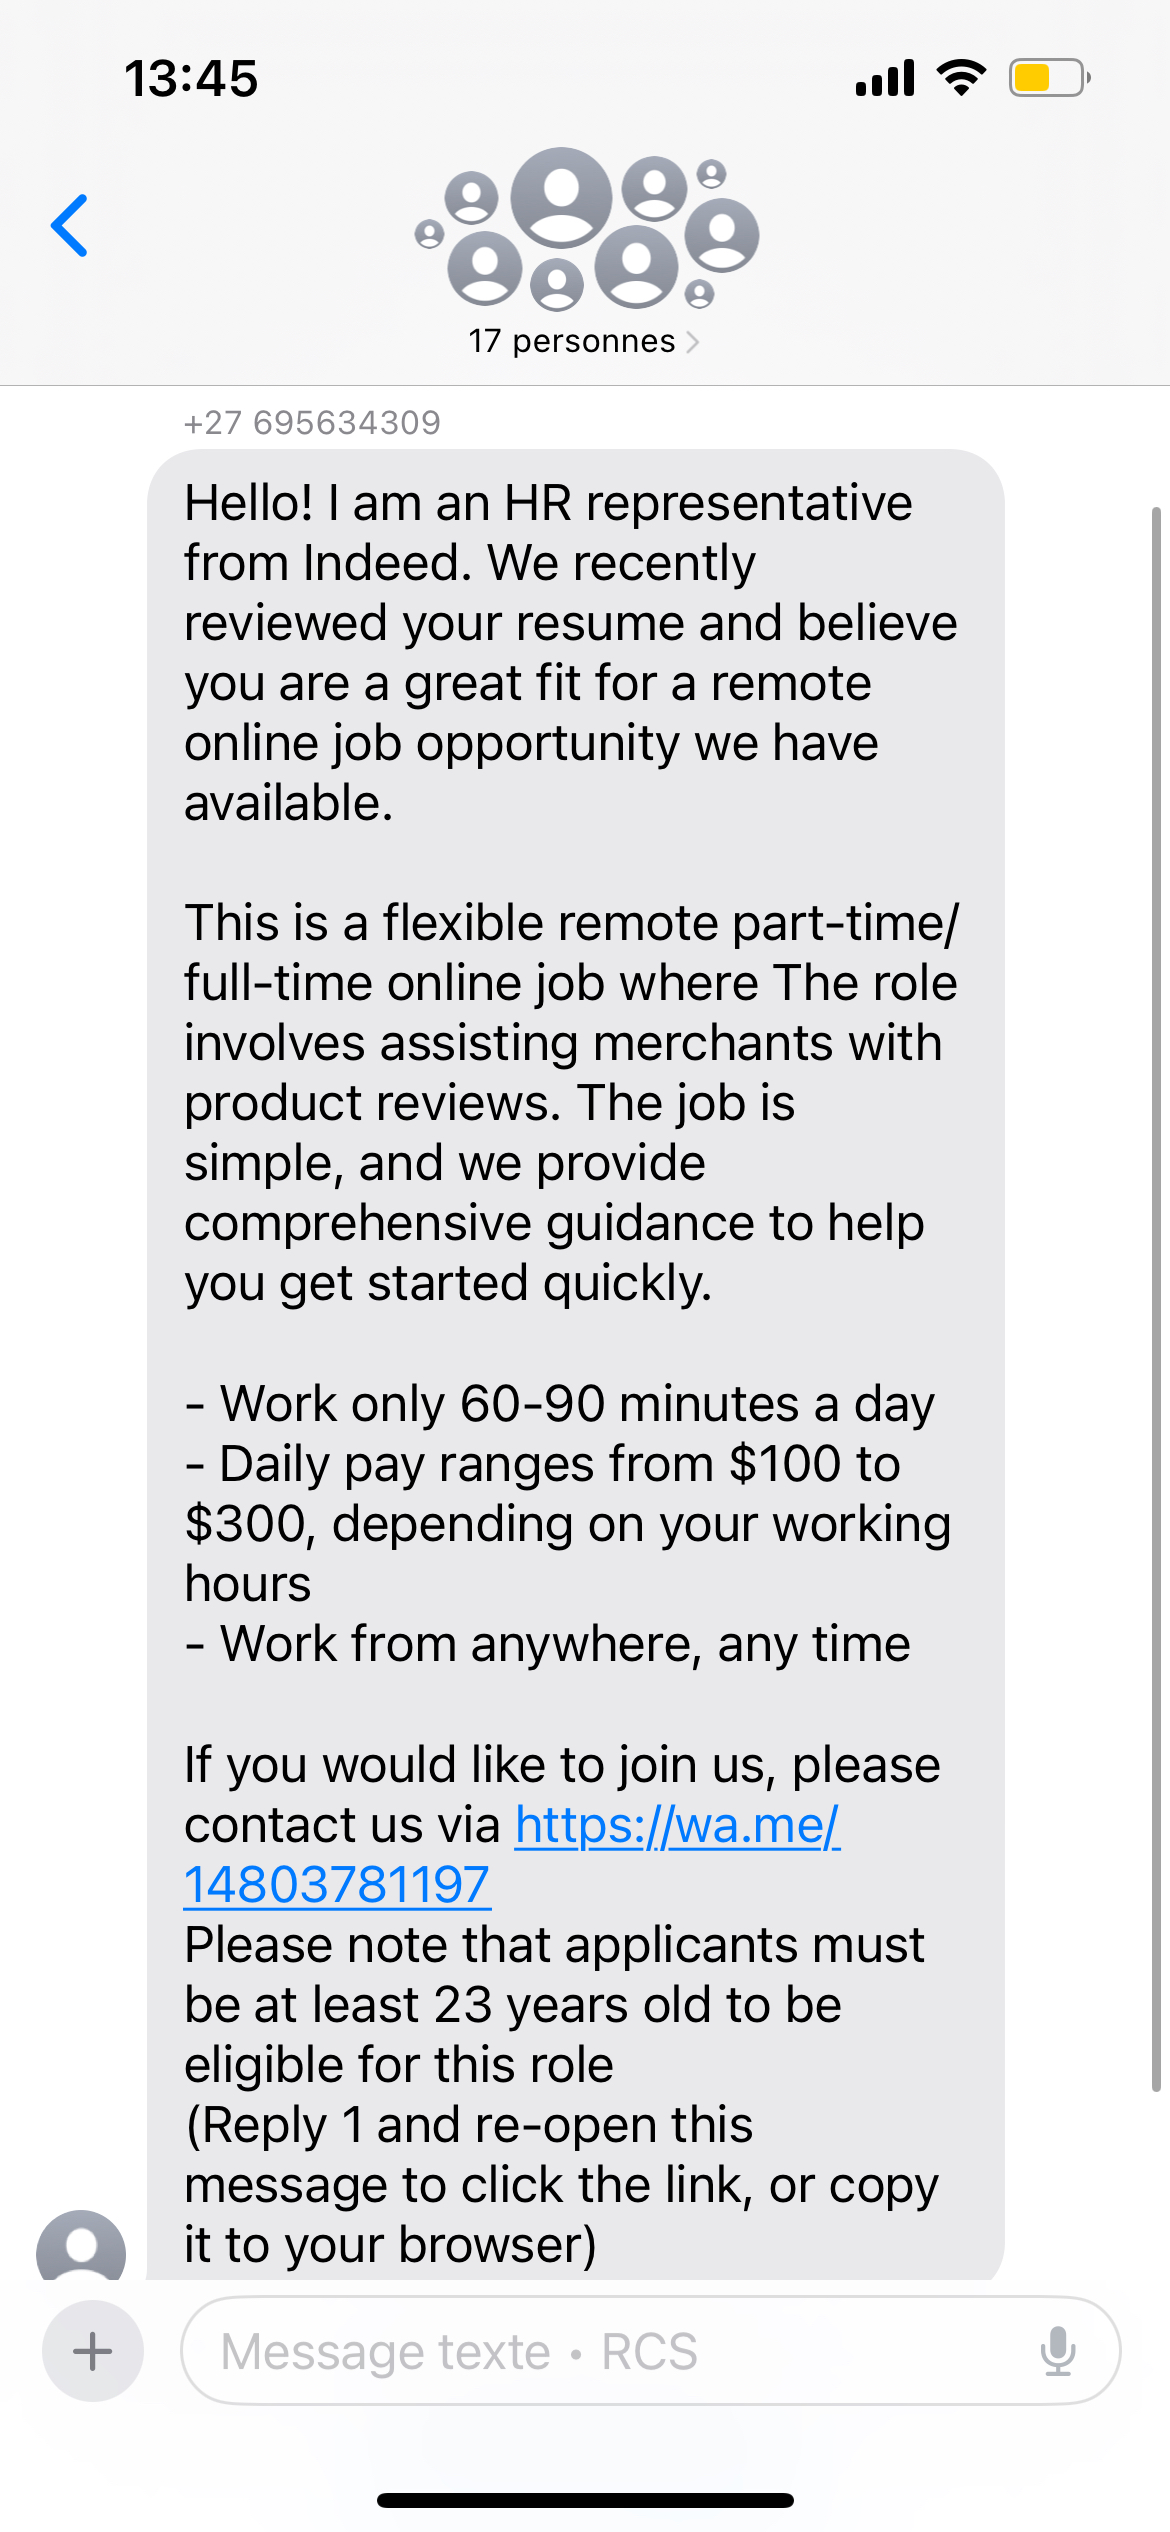 13:45
17 personnes
+27 695634309
Hello! I am an HR representative
from Indeed. We recently
reviewed your resume and believe
you are a great fit for a remote
online job opportunity we have
available.
This is a flexible remote part-time/
full-time online job where The role
involves assisting merchants with
product reviews. The job is
simple, and we provide
comprehensive guidance to help
you get started quickly.
- Work only 60-90 minutes a day
- Daily pay ranges from $100 to
$300, depending on your working
hours
- Work from anywhere, any time
If you would like to join us, please
contact us via https://wa.me/
14803781197
Please note that applicants must
be at least 23 years old to be
eligible for this role
(Reply 1 and re-open this
message to click the link, or copy
it to your browser)
Message texte • RCS